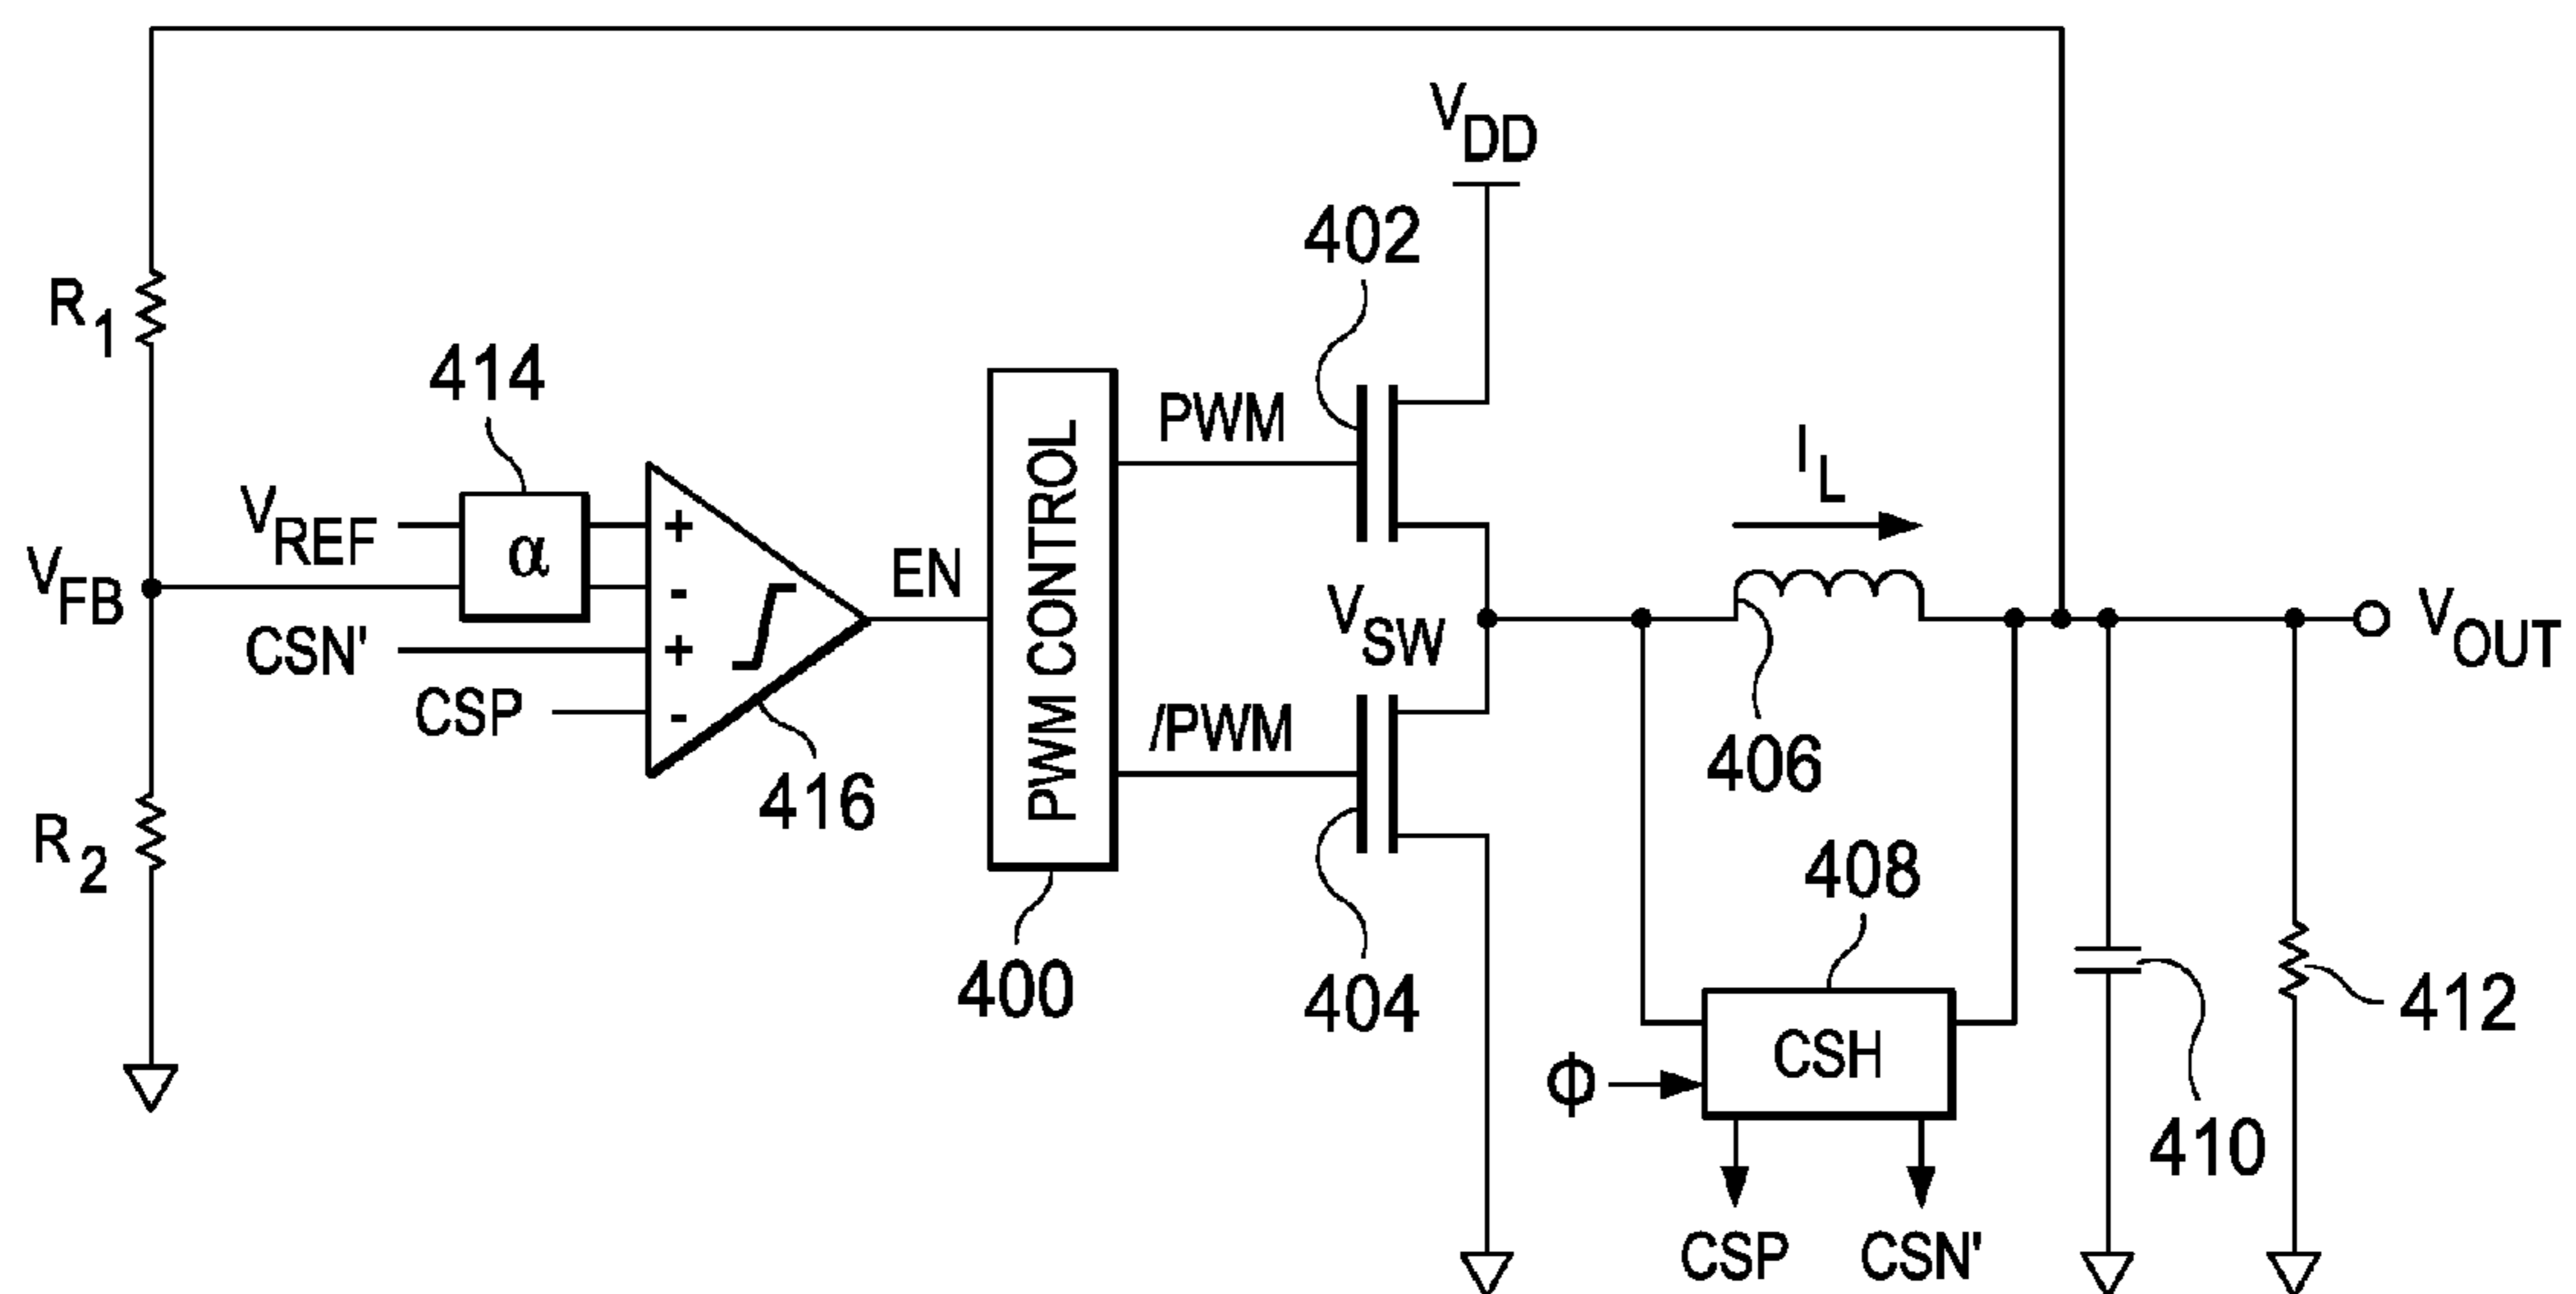 VDD
402
R1
414
PWM
IL
VREF
α
+
-
+
-
EN
PWM CONTROL
VFB
CSN'
CSP
VSW
VOUT
/PWM
406
416
R2
408
400
404
CSH
412
Φ
410
CSP
CSN'